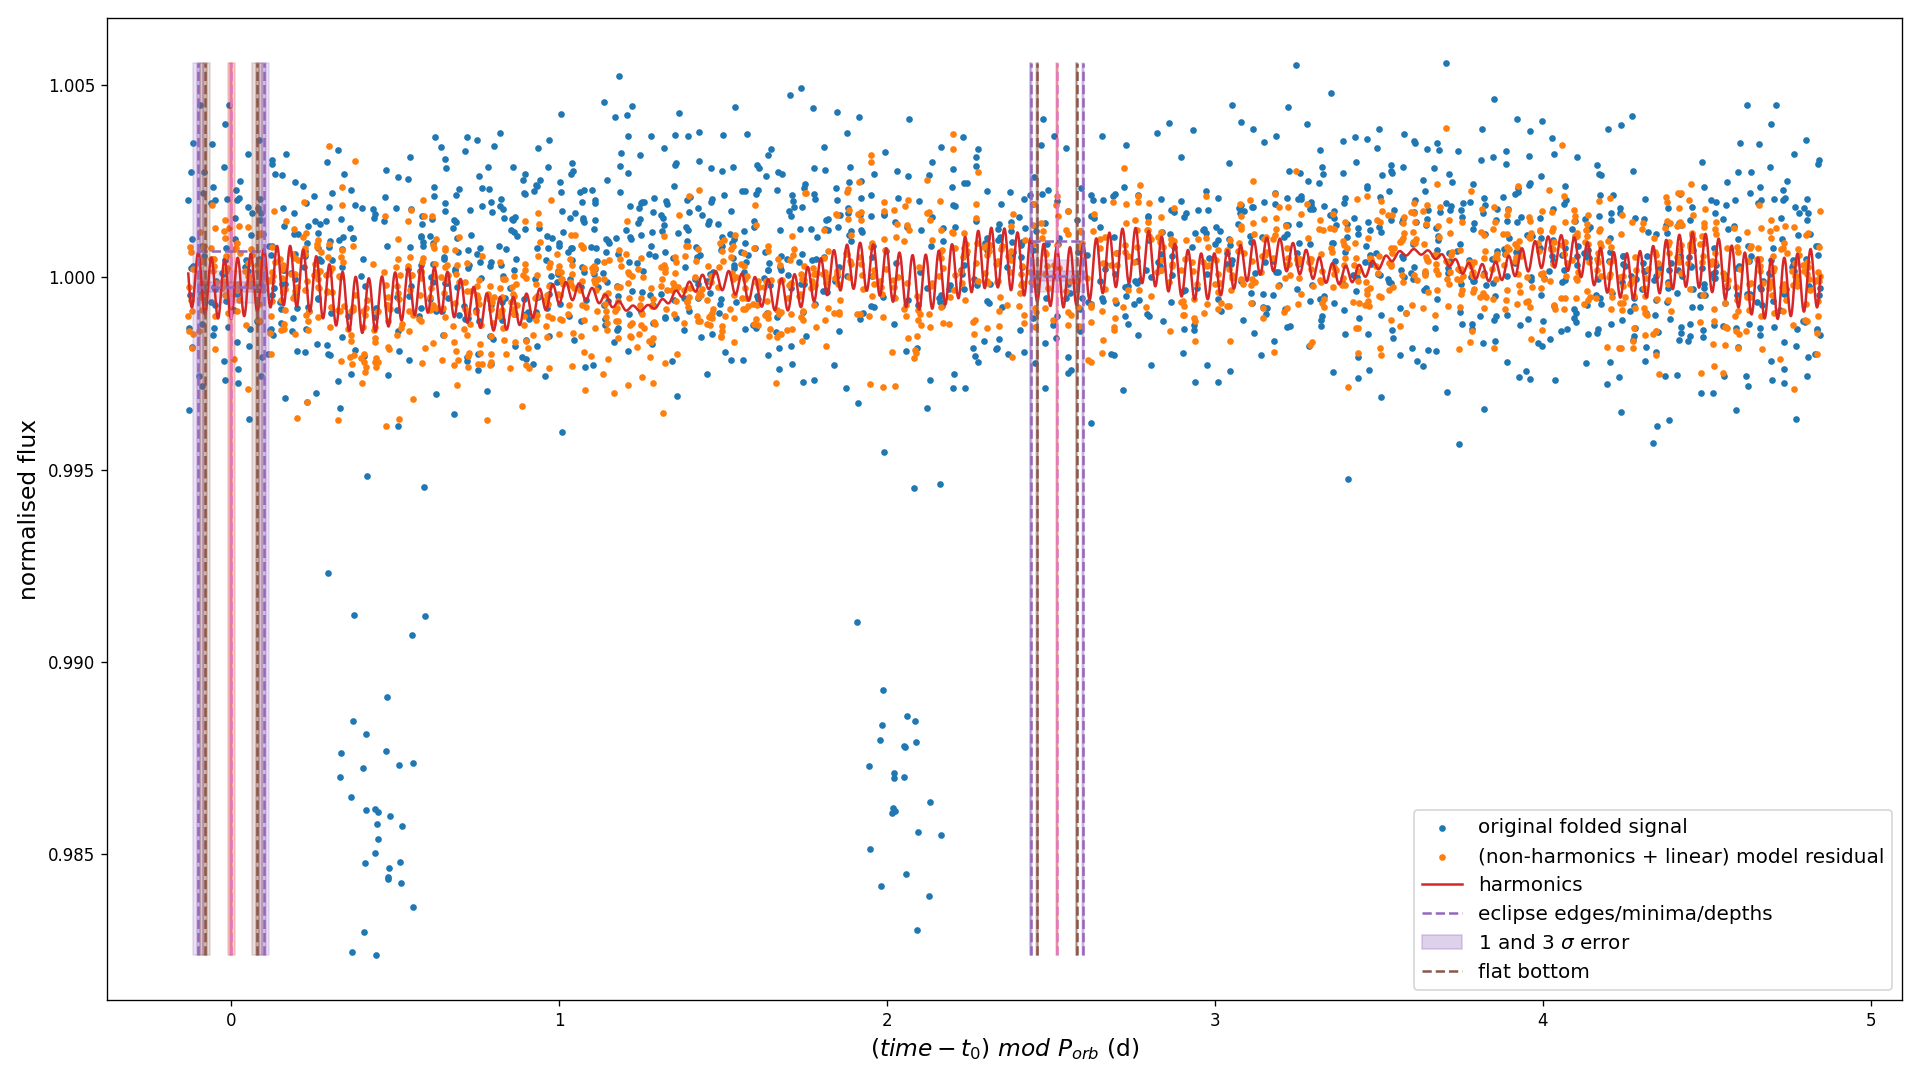 normalised flux
1.005
1.000
0.995
0.990
0.985
0
1
2
3
4
5
(time − t₀) mod Pₒᵣᵦ (d)
original folded signal
(non-harmonics + linear) model residual
harmonics
eclipse edges/minima/depths
1 and 3 σ error
flat bottom